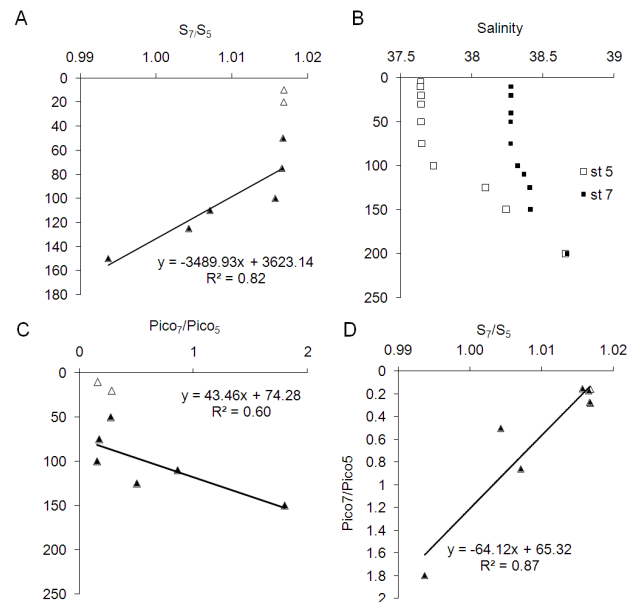 A
S₇/S₅
0.99 1.00 1.01 1.02
0
20
40
60
80
100
120
140
160
180
y = -3489.93x + 3623.14
R² = 0.82
B
Salinity
37.5 38 38.5 39
0
50
100
150
200
250
st 5
st 7
C
Pico₇/Pico₅
0 1 2
0
50
100
150
200
250
y = 43.46x + 74.28
R² = 0.60
D
S₇/S₅
0.99 1.00 1.01 1.02
Pico7/Pico5
0
0.2
0.4
0.6
0.8
1
1.2
1.4
1.6
1.8
2
y = -64.12x + 65.32
R² = 0.87